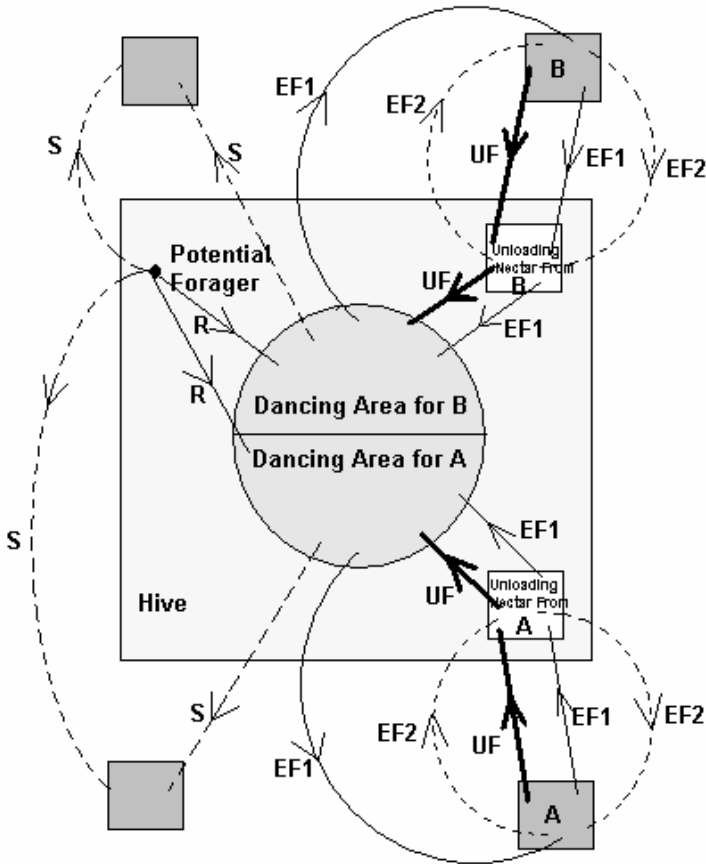 B
EF1
EF2
UF
EF1
EF2
S
S
Potential
Forager
Unloading
Nectar From
B
UF
EF1
R
R
Dancing Area for B
Dancing Area for A
S
EF1
Unloading
Nectar From
A
UF
Hive
S
EF1
EF2
UF
EF1
EF2
A